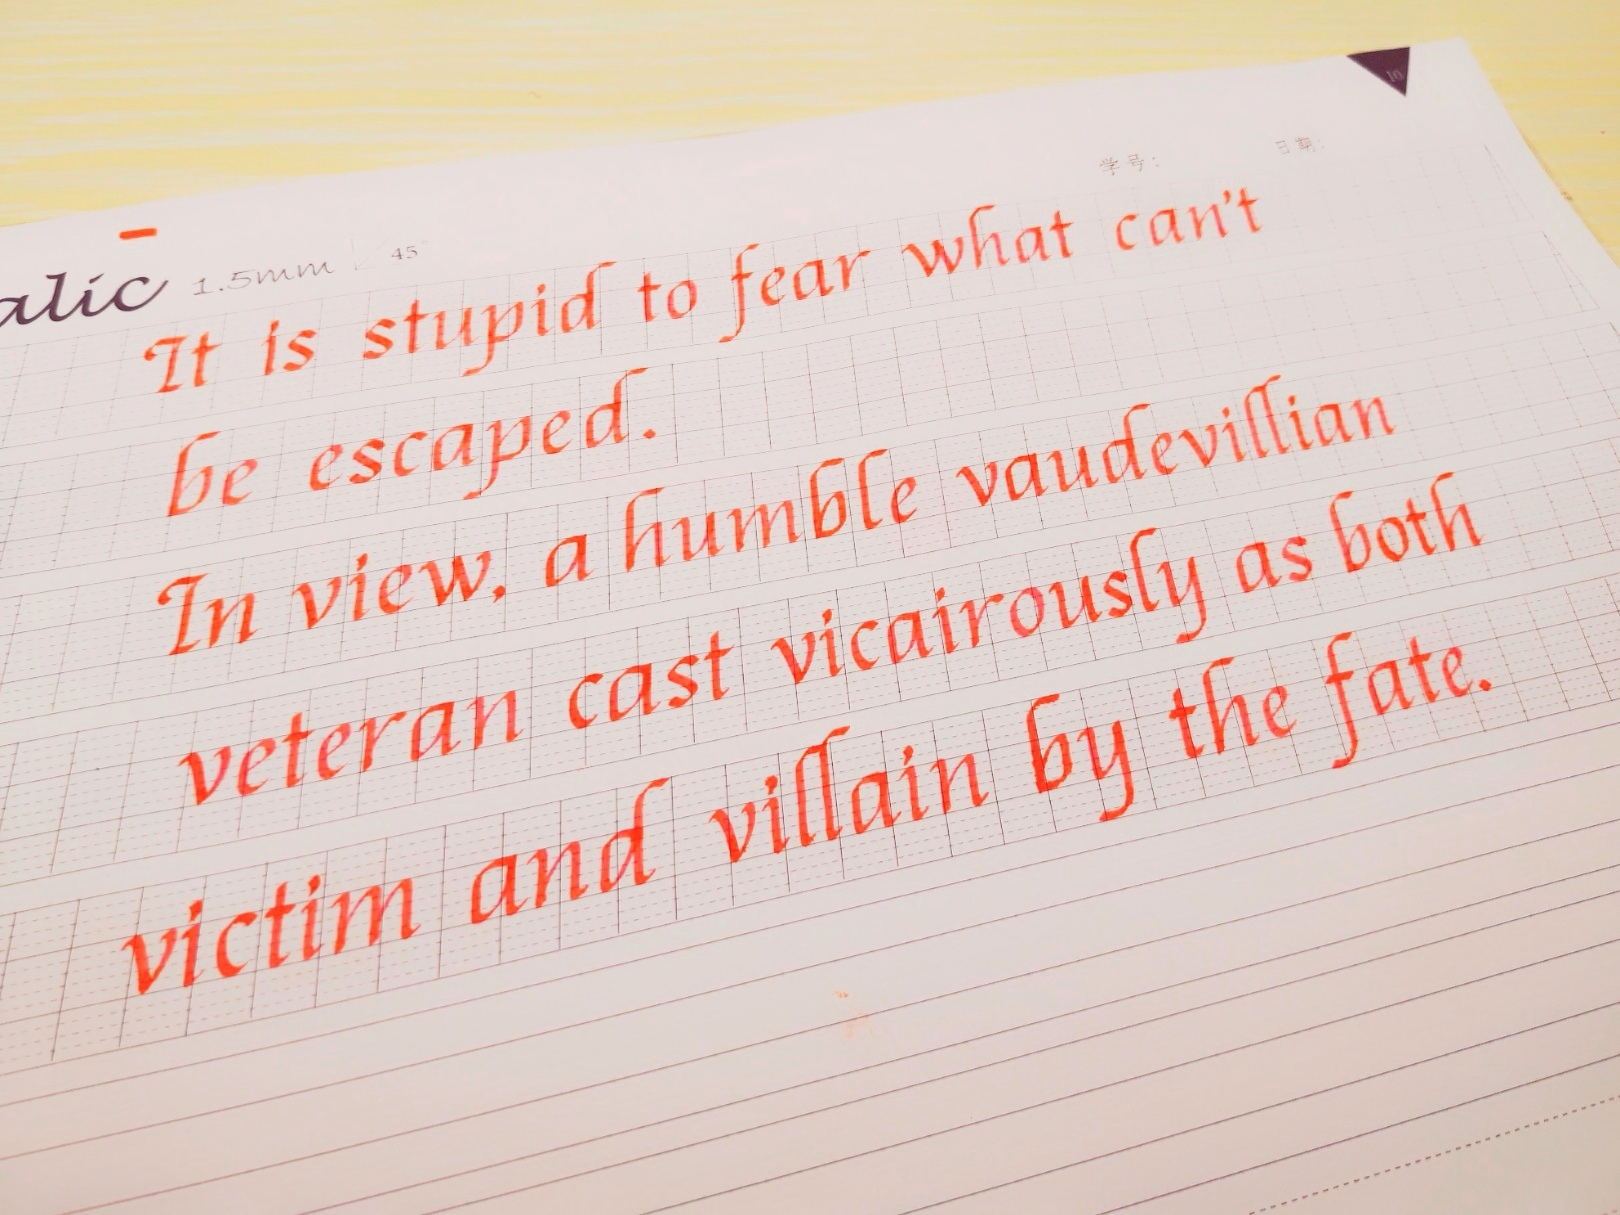 学号： 日期：
alic 1.5mm 45°
It is stupid to fear what can't
be escaped.
In view, a humble vaudevillian
veteran cast vicairously as both
victim and villain by the fate.